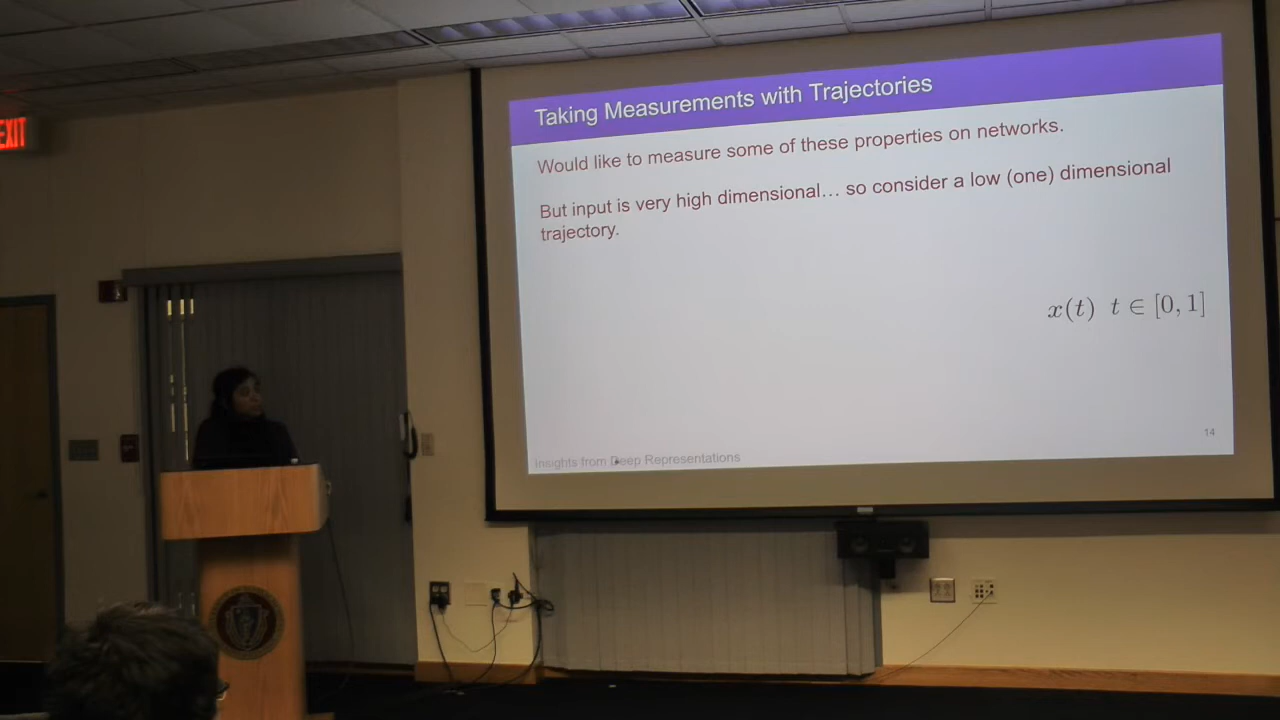 EXIT
Taking Measurements with Trajectories
Would like to measure some of these properties on networks.
But input is very high dimensional… so consider a low (one) dimensional
trajectory.
x(t) t ∈ [0, 1]
14
Insights from Deep Representations